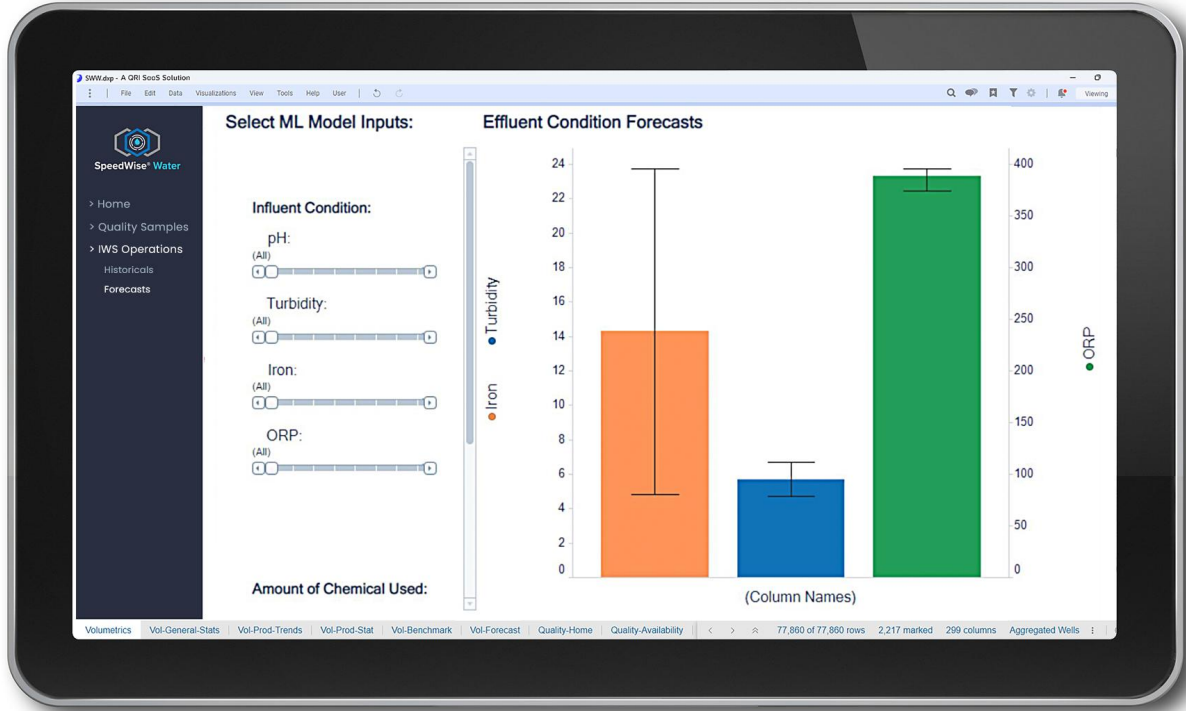 SWW.dxp - A QRI SaaS Solution
File Edit Data Visualizations View Tools Help User
Viewing
SpeedWise® Water
> Home
> Quality Samples
> IWS Operations
Historicals
Forecasts
Select ML Model Inputs:
Influent Condition:
pH:
(All)
Turbidity:
(All)
Iron:
(All)
ORP:
(All)
Amount of Chemical Used:
Effluent Condition Forecasts
Turbidity
Iron
24
22
20
18
16
14
12
10
8
6
4
2
0
400
350
300
250
200
150
100
50
0
ORP
(Column Names)
Volumetrics Vol-General-Stats Vol-Prod-Trends Vol-Prod-Stat Vol-Benchmark Vol-Forecast Quality-Home Quality-Availability 77,860 of 77,860 rows 2,217 marked 299 columns Aggregated Wells